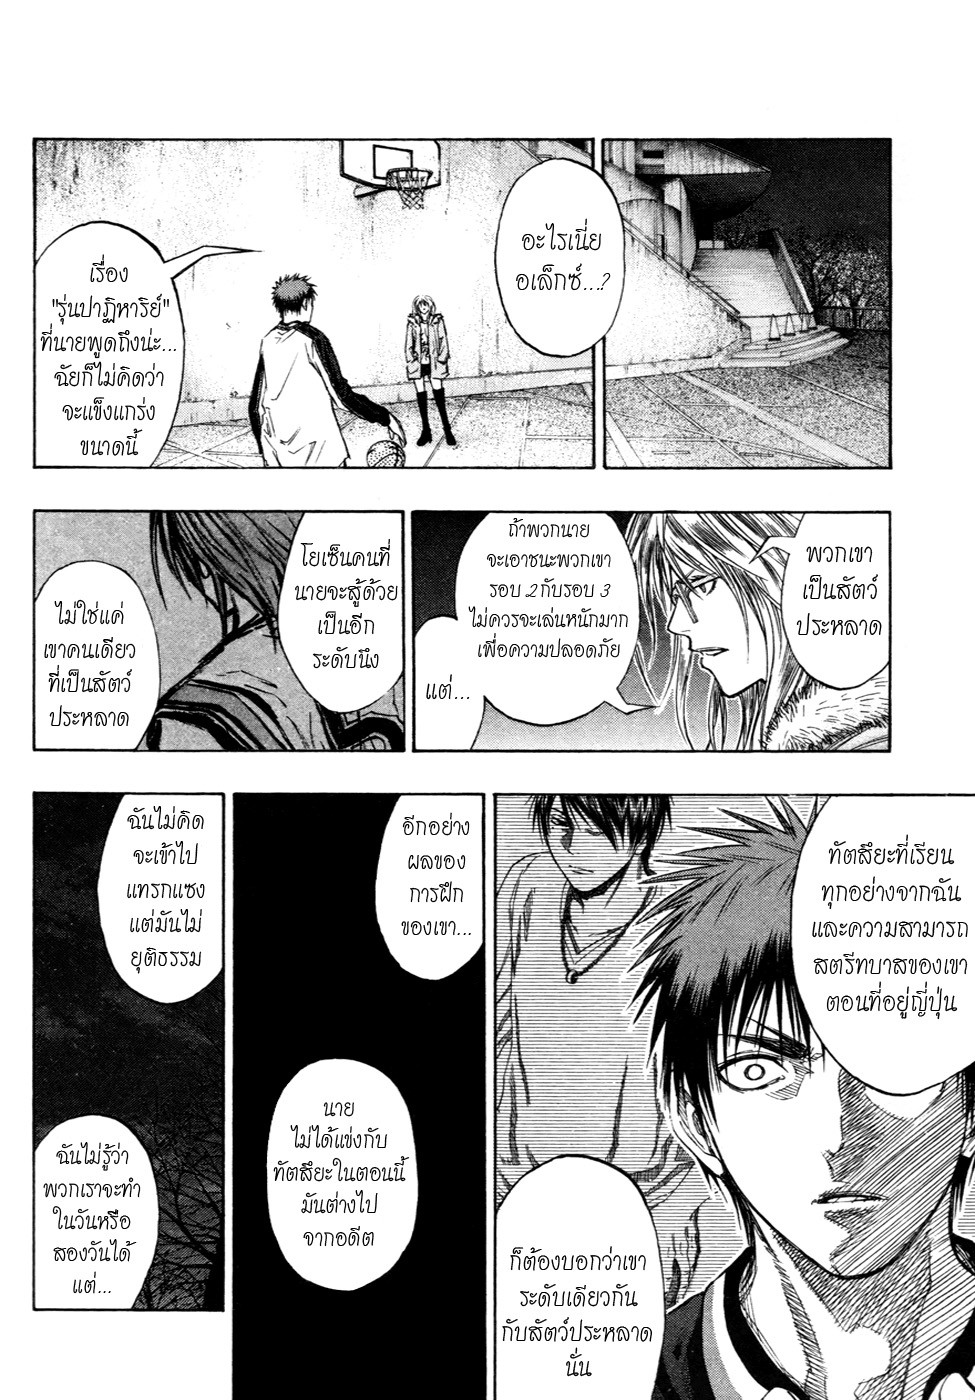 อะไรเนี่ย
อเล็กซ์...?
เรื่อง
"รุ่นปาฏิหาริย์"
ที่นายพูดถึงน่ะ...
ฉัยก็ไม่คิดว่า
จะแข็งแกร่ง
ขนาดนี้
พวกเขา
เป็นสัตว์
ประหลาด
ถ้าพวกนาย
จะเอาชนะพวกเขา
รอบ 2 กับรอบ 3
ไม่ควรจะเล่นหนักมาก
เพื่อความปลอดภัย
แต่...
โยเซ็นคนที่
นายจะสู้ด้วย
เป็นอีก
ระดับนึง
ไม่ใช่แค่
เขาคนเดียว
ที่เป็นสัตว์
ประหลาด
ทัตสึยะที่เรียน
ทุกอย่างจากฉัน
และความสามารถ
สตรีทบาสของเขา
ตอนที่อยู่ญี่ปุ่น
ก็ต้องบอกว่าเขา
ระดับเดียวกัน
กับสัตว์ประหลาด
นั่น
อีกอย่าง
ผลของ
การฝึก
ของเขา...
นาย
ไม่ได้แข่งกับ
ทัตสึยะในตอนนี้
มันต่างไป
จากอดีต
ฉันไม่คิด
จะเข้าไป
แทรกแซง
แต่มันไม่
ยุติธรรม
ฉันไม่รู้ว่า
พวกเราจะทำ
ในวันหรือ
สองวันได้
แต่...